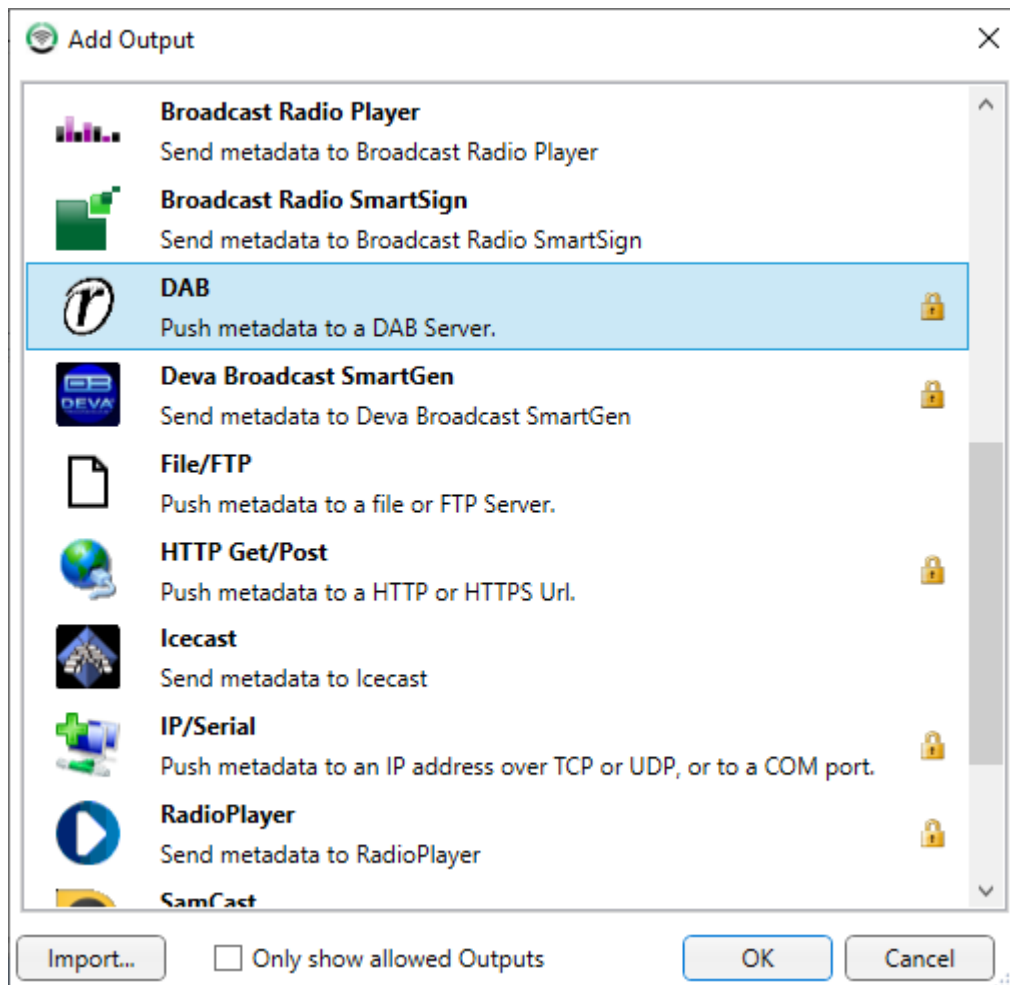 Add Output
Broadcast Radio Player
Send metadata to Broadcast Radio Player
Broadcast Radio SmartSign
Send metadata to Broadcast Radio SmartSign
r
DAB
Push metadata to a DAB Server.
DB
DEVA
Deva Broadcast SmartGen
Send metadata to Deva Broadcast SmartGen
File/FTP
Push metadata to a file or FTP Server.
HTTP Get/Post
Push metadata to a HTTP or HTTPS Url.
Icecast
Send metadata to Icecast
IP/Serial
Push metadata to an IP address over TCP or UDP, or to a COM port.
RadioPlayer
Send metadata to RadioPlayer
SamCast
Import...
Only show allowed Outputs
OK
Cancel